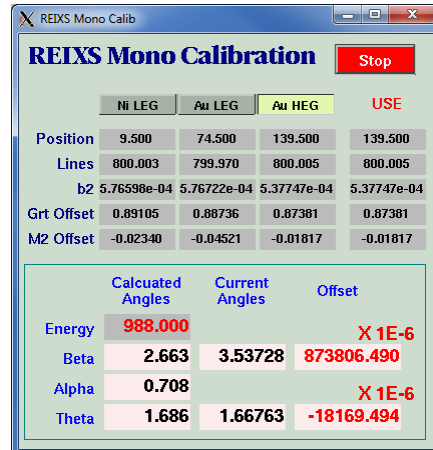 REIXS Mono Calib
REIXS Mono Calibration Stop
Ni LEG Au LEG Au HEG USE
Position 9.500 74.500 139.500 139.500
Lines 800.003 799.970 800.005 800.005
b2 5.76598e-04 5.76722e-04 5.37747e-04 5.37747e-04
Grt Offset 0.89105 0.88736 0.87381 0.87381
M2 Offset -0.02340 -0.04521 -0.01817 -0.01817
Calcuated Current Offset
Angles Angles
Energy 988.000 X 1E-6
Beta 2.663 3.53728 873806.490
Alpha 0.708 X 1E-6
Theta 1.686 1.66763 -18169.494